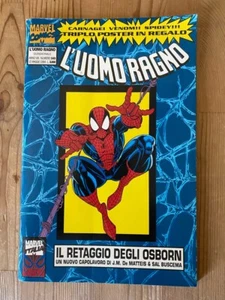 CARNAGE! VENOM!! SPIDEY!!!
TRIPLO POSTER IN REGALO
MARVEL
L'UOMO RAGNO
L'UOMO RAGNO
IL RETAGGIO DEGLI OSBORN
UN NUOVO CAPOLAVORO DI J.M. De MATTEIS & SAL BUSCEMA
MARVEL
ITALIA